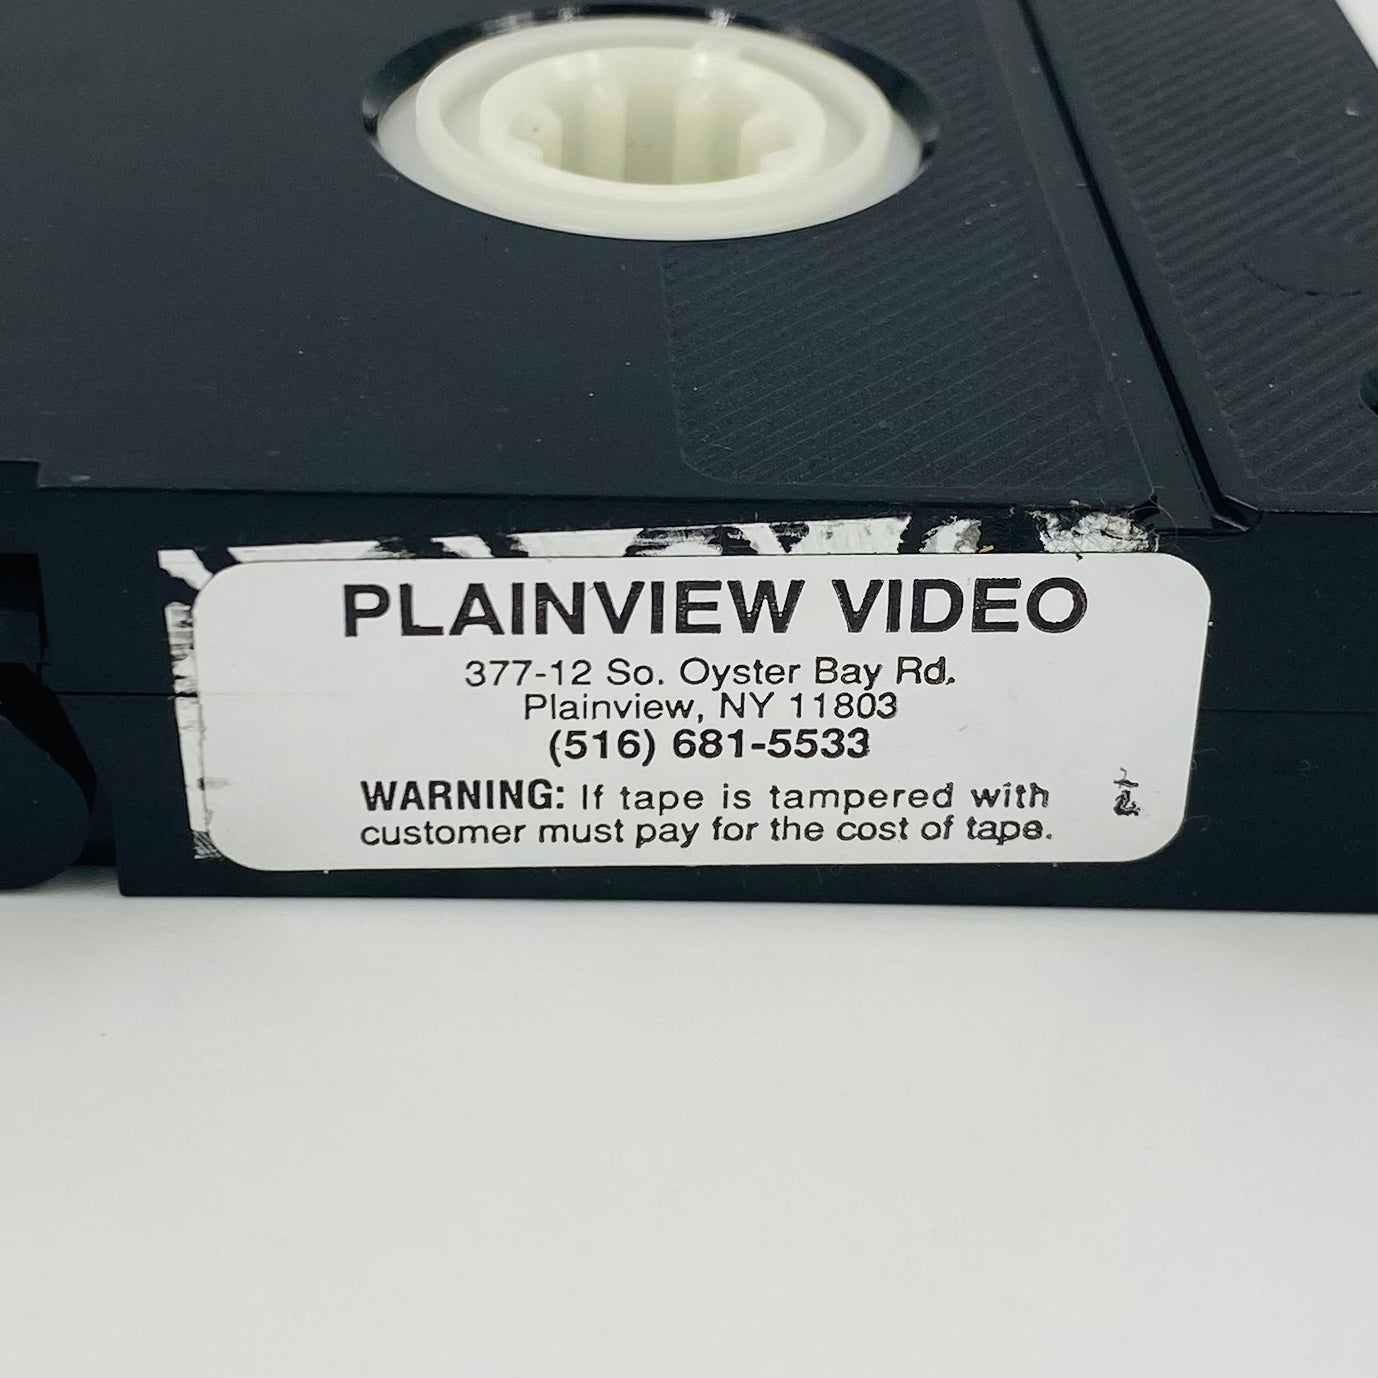 PLAINVIEW VIDEO
377-12 So. Oyster Bay Rd.
Plainview, NY 11803
(516) 681-5533
WARNING: If tape is tampered with
customer must pay for the cost of tape.